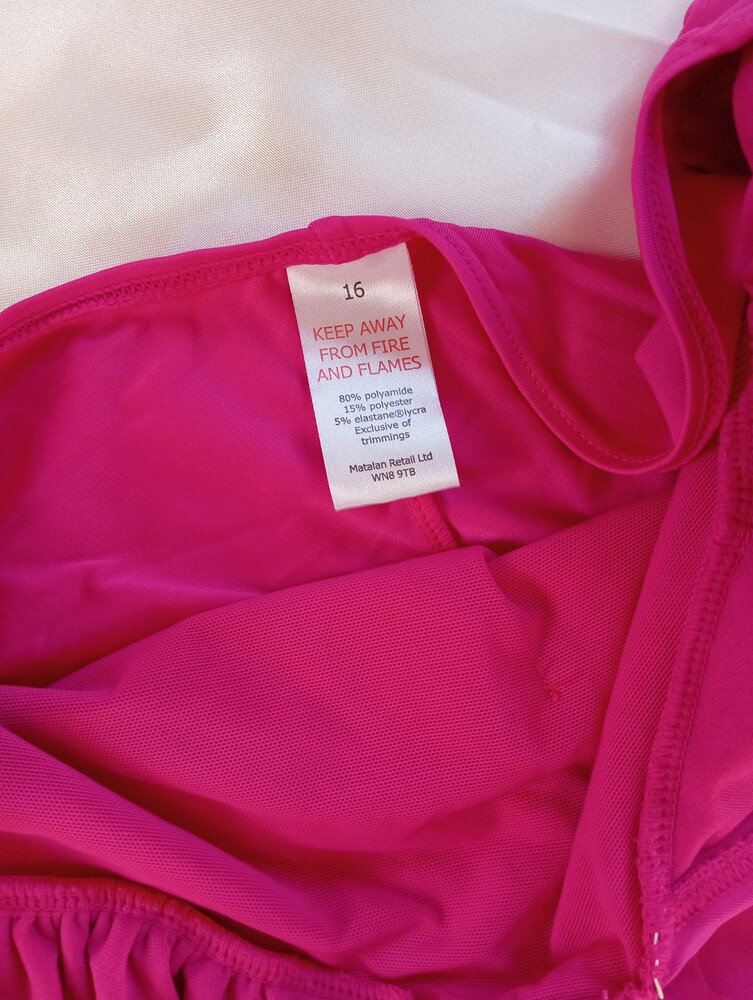 16
KEEP AWAY
FROM FIRE
AND FLAMES
80% polyamide
15% polyester
5% elastane®lycra
Exclusive of
trimmings
Matalan Retail Ltd
WN8 9TB